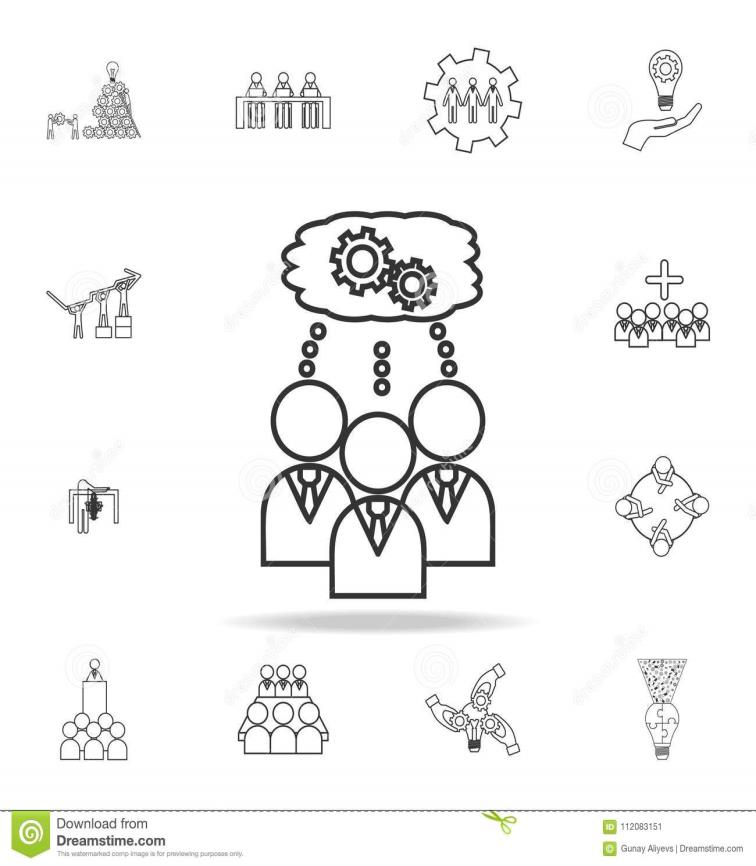 Download from
Dreamstime.com
This watermarked comp image is for previewing purposes only.
ID 112083151
© Gunay Aliyevs | Dreamstime.com